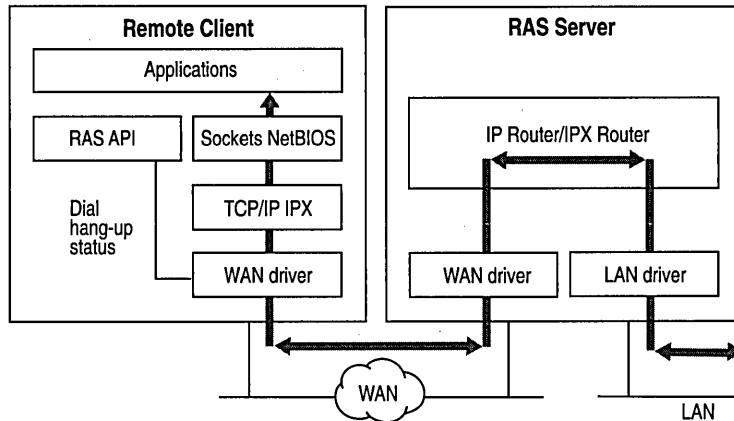 Remote Client
Applications
RAS API
Sockets NetBIOS
TCP/IP IPX
Dial
hang-up
status
WAN driver
RAS Server
IP Router/IPX Router
WAN driver
LAN driver
WAN
LAN